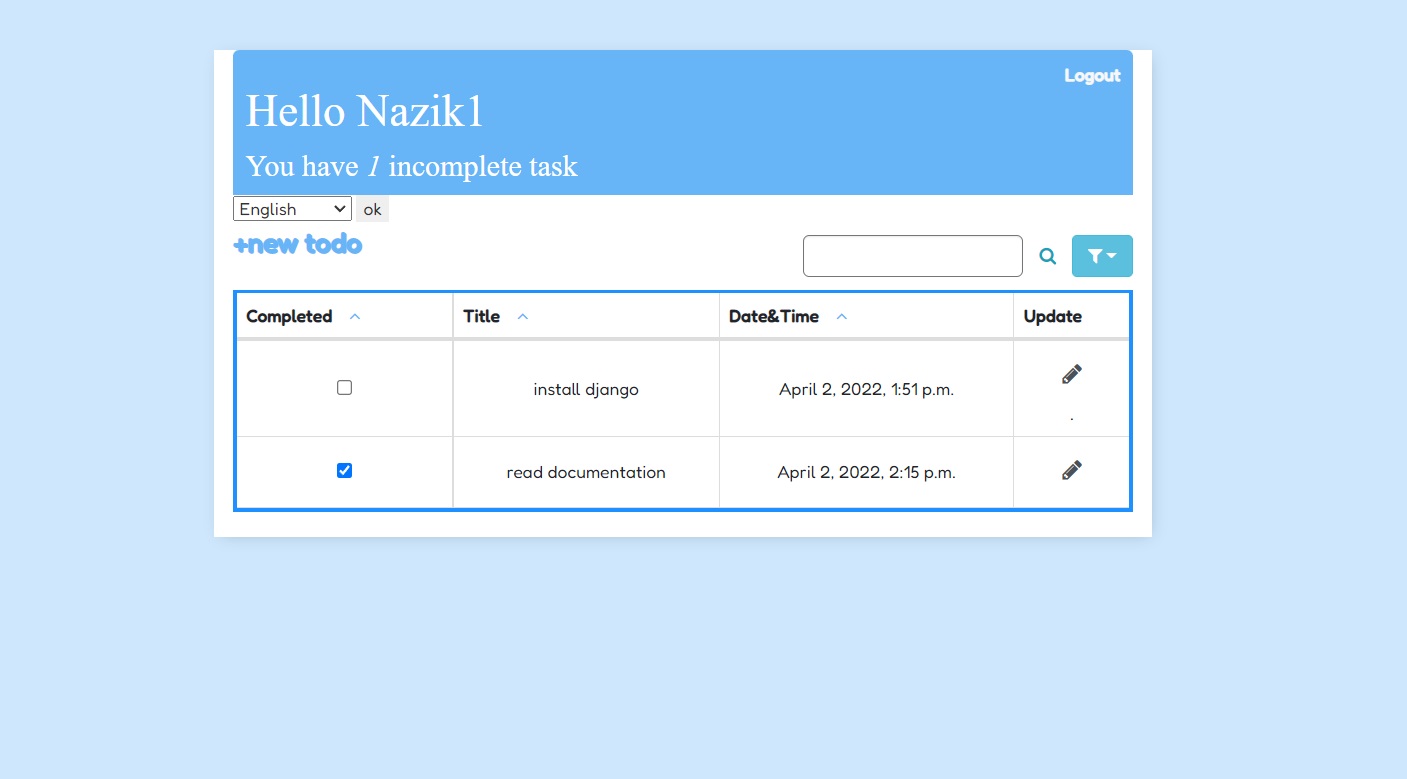 Logout
Hello Nazik1
You have 1 incomplete task
English ok
+new todo
Completed Title Date&Time Update
install django April 2, 2022, 1:51 p.m.
.
read documentation April 2, 2022, 2:15 p.m.